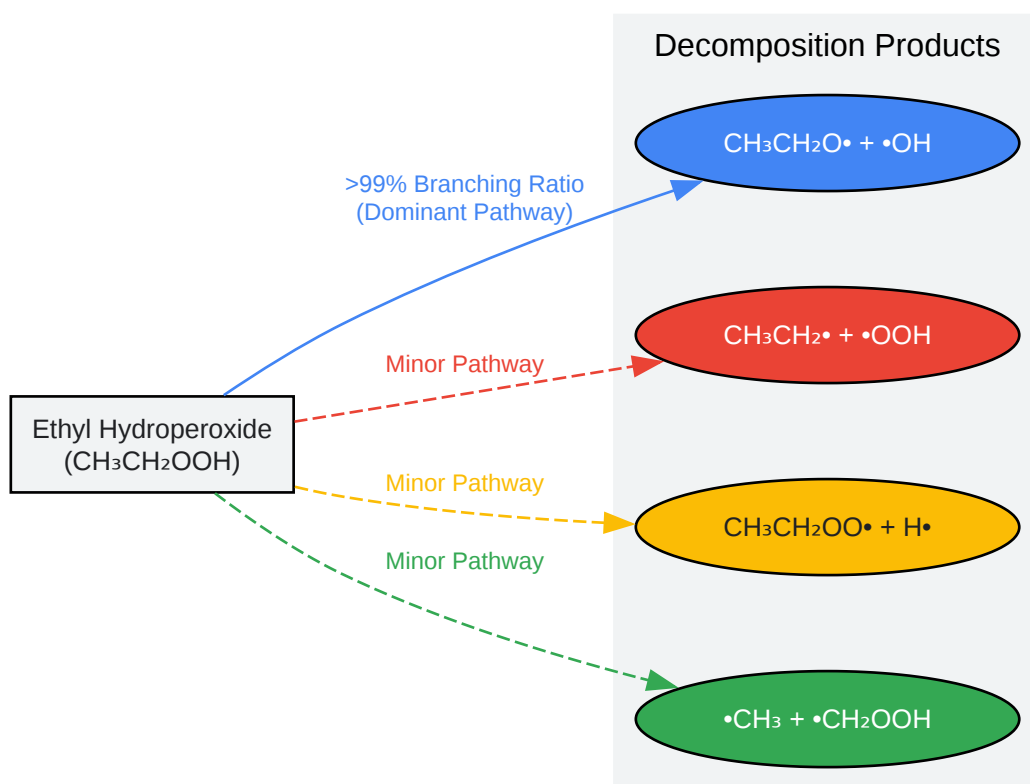 Decomposition Products
CH₃CH₂O• + •OH
>99% Branching Ratio
(Dominant Pathway)
CH₃CH₂• + •OOH
Minor Pathway
Ethyl Hydroperoxide
(CH₃CH₂OOH)
Minor Pathway
CH₃CH₂OO• + H•
Minor Pathway
•CH₃ + •CH₂OOH